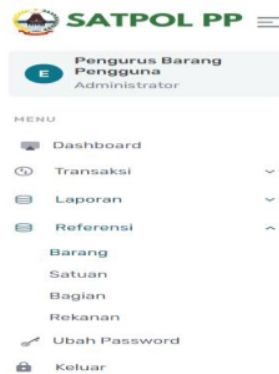 SATPOL PP
E
Pengurus Barang
Pengguna
Administrator
MENU
Dashboard
Transaksi
Laporan
Referensi
Barang
Satuan
Bagian
Rekanan
Ubah Password
Keluar